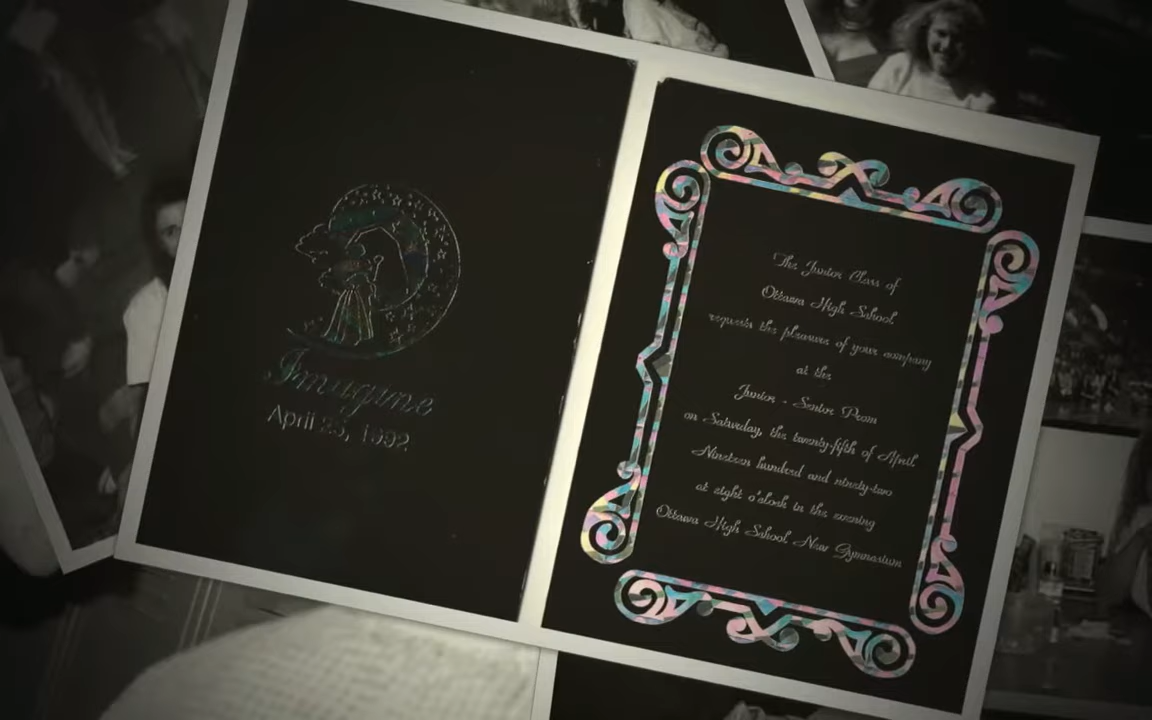 Imagine
April 25, 1992
The Junior Class of
Ottawa High School
requests the pleasure of your company
at the
Junior - Senior Prom
on Saturday, the twenty-fifth of April
Nineteen hundred and ninety-two
at eight o'clock in the evening
Ottawa High School New Gymnasium